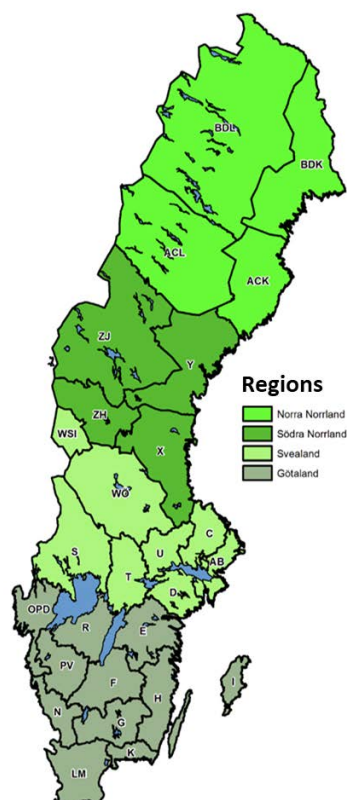 BDL
BDK
ACL
ACK
ZJ
Y
Regions
Norra Norrland
Södra Norrland
Svealand
Götaland
ZH
WSI
X
WO
C
U
AB
S
T
D
OPD
R
E
PV
F
I
H
N
G
K
LM